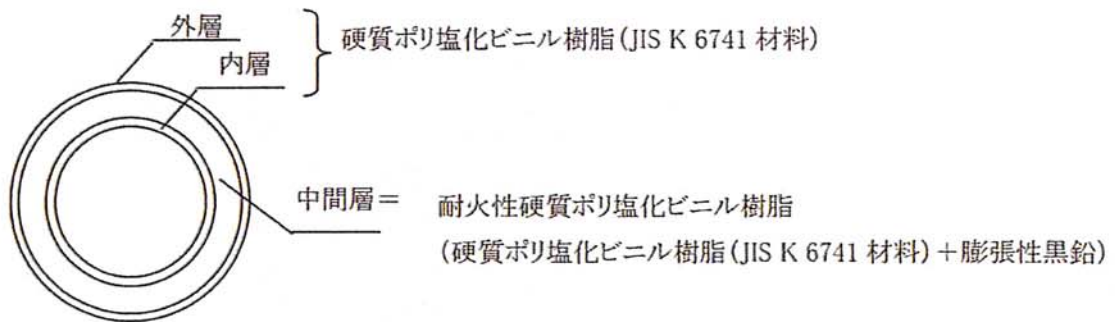 外層
内層
硬質ポリ塩化ビニル樹脂(JIS K 6741 材料)
中間層＝
耐火性硬質ポリ塩化ビニル樹脂
(硬質ポリ塩化ビニル樹脂(JIS K 6741 材料)＋膨張性黒鉛)